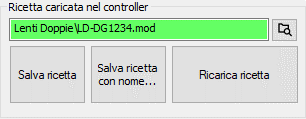 Ricetta caricata nel controller
Lenti Doppie\LD-DG1234.mod
Salva ricetta
Salva ricetta
con nome...
Ricarica ricetta